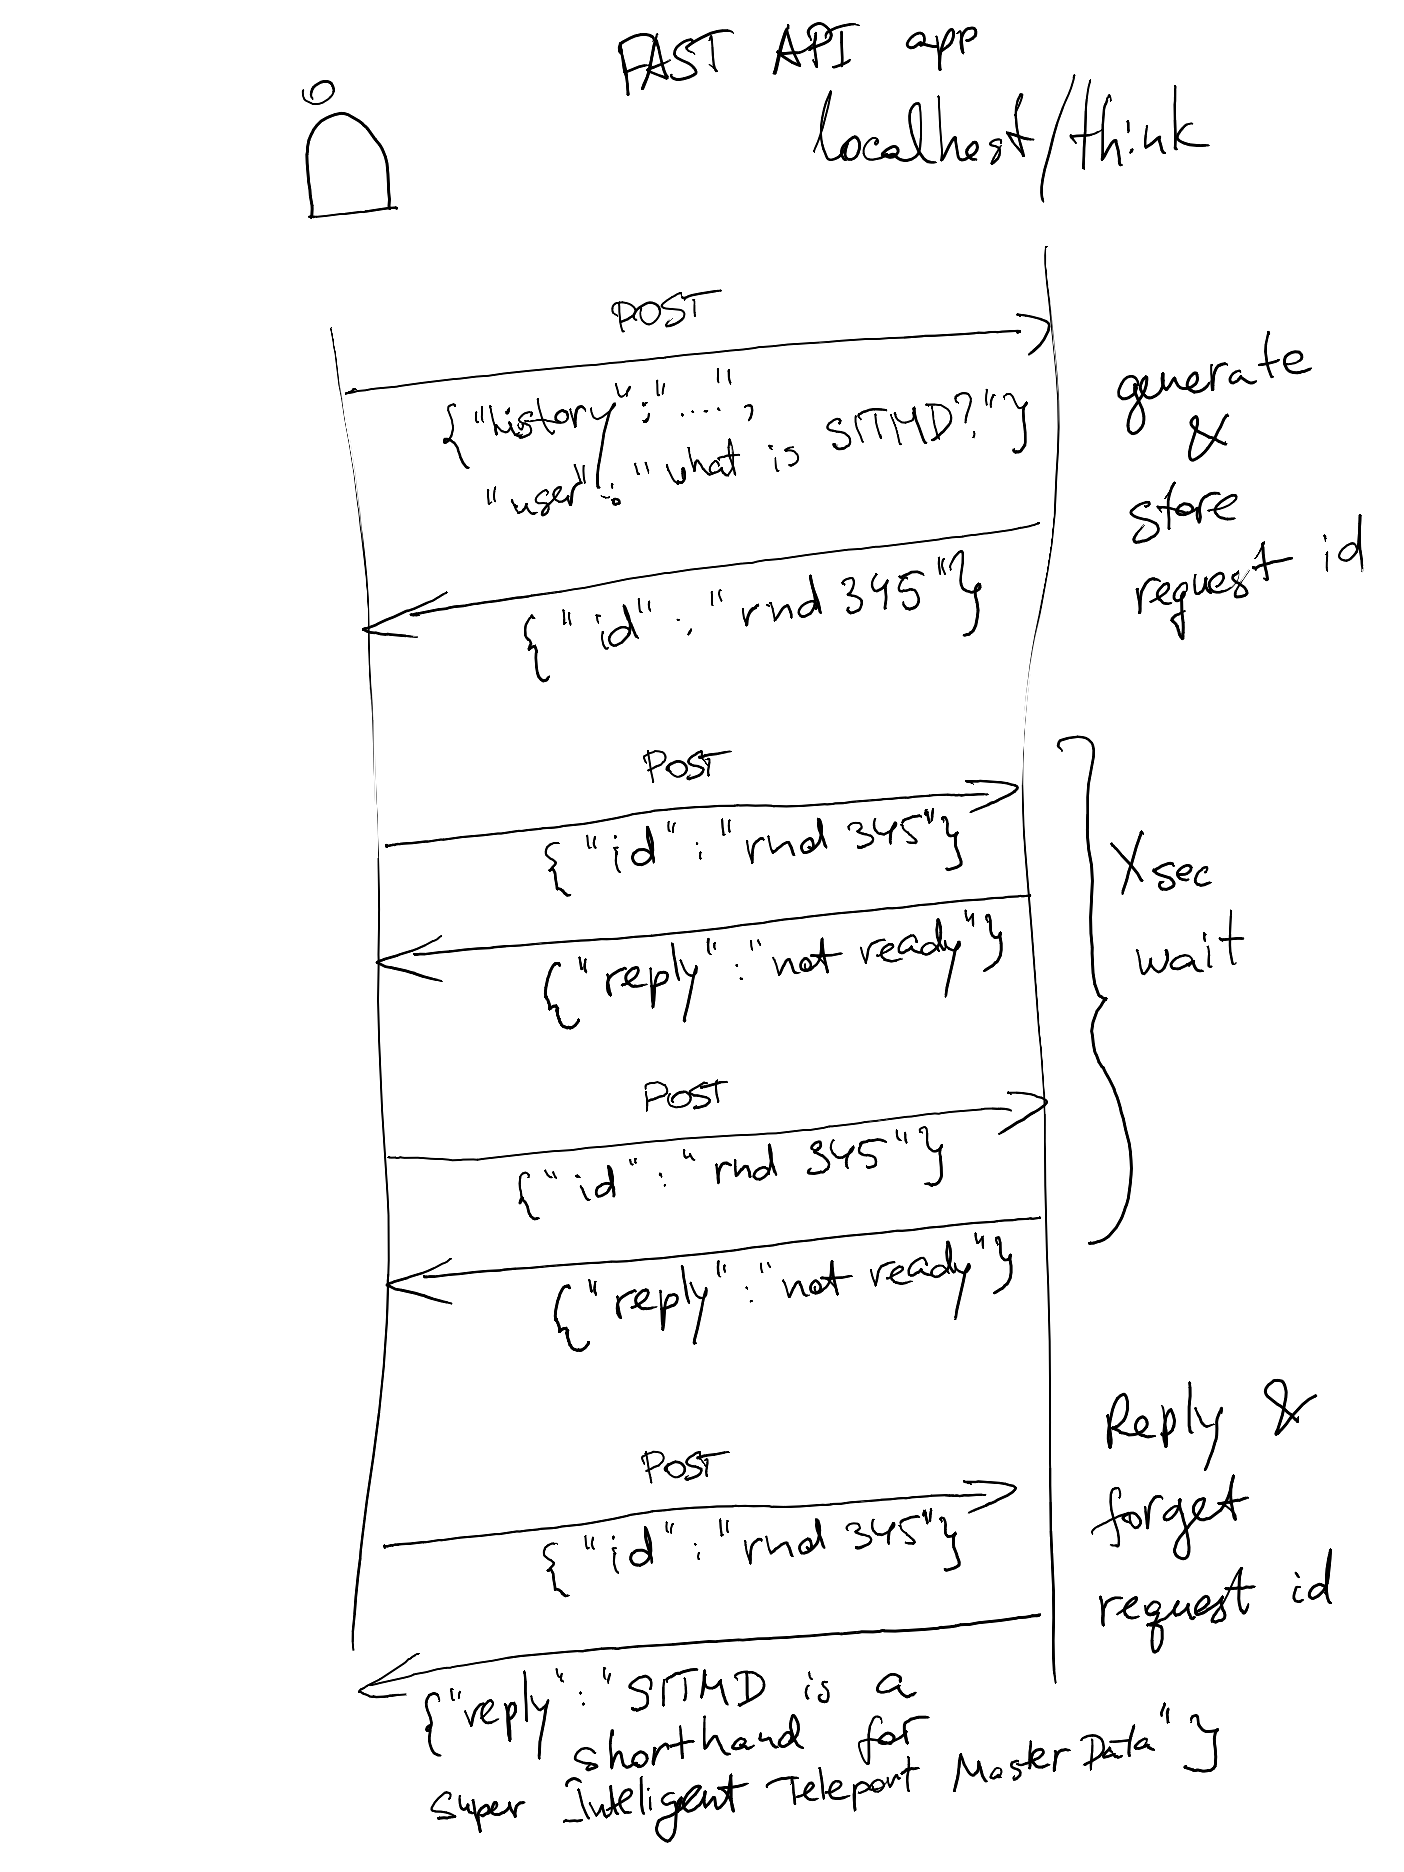 FAST API app
localhost/think
POST
{"history":"....",
"user":"what is SITMD?"}
generate
&
store
request id
{"id":"rnd 345"}
POST
{"id":"rnd 345"}
X sec
wait
{"reply":"not ready"}
POST
{"id":"rnd 345"}
{"reply":"not ready"}
Reply &
forget
request id
POST
{"id":"rnd 345"}
{"reply":"SITMD is a
shorthand for
Super Inteligent Teleport Master Data"}